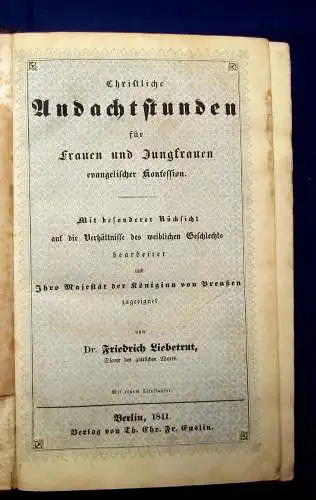 Christliche
Andachtstunden
für
Frauen und Jungfrauen
evangelischer Konfession.
Mit besonderer Rücksicht
auf die Verhältnisse des weiblichen Geschlechts
bearbeitet
und
Ihro Majestät der Königinn von Preußen
zugeeignet
von
Dr. Friedrich Liebetrut,
Diener des göttlichen Worts.
Mit einem Titelkupfer.
Berlin, 1841.
Verlag von Th. Chr. Fr. Enslin.